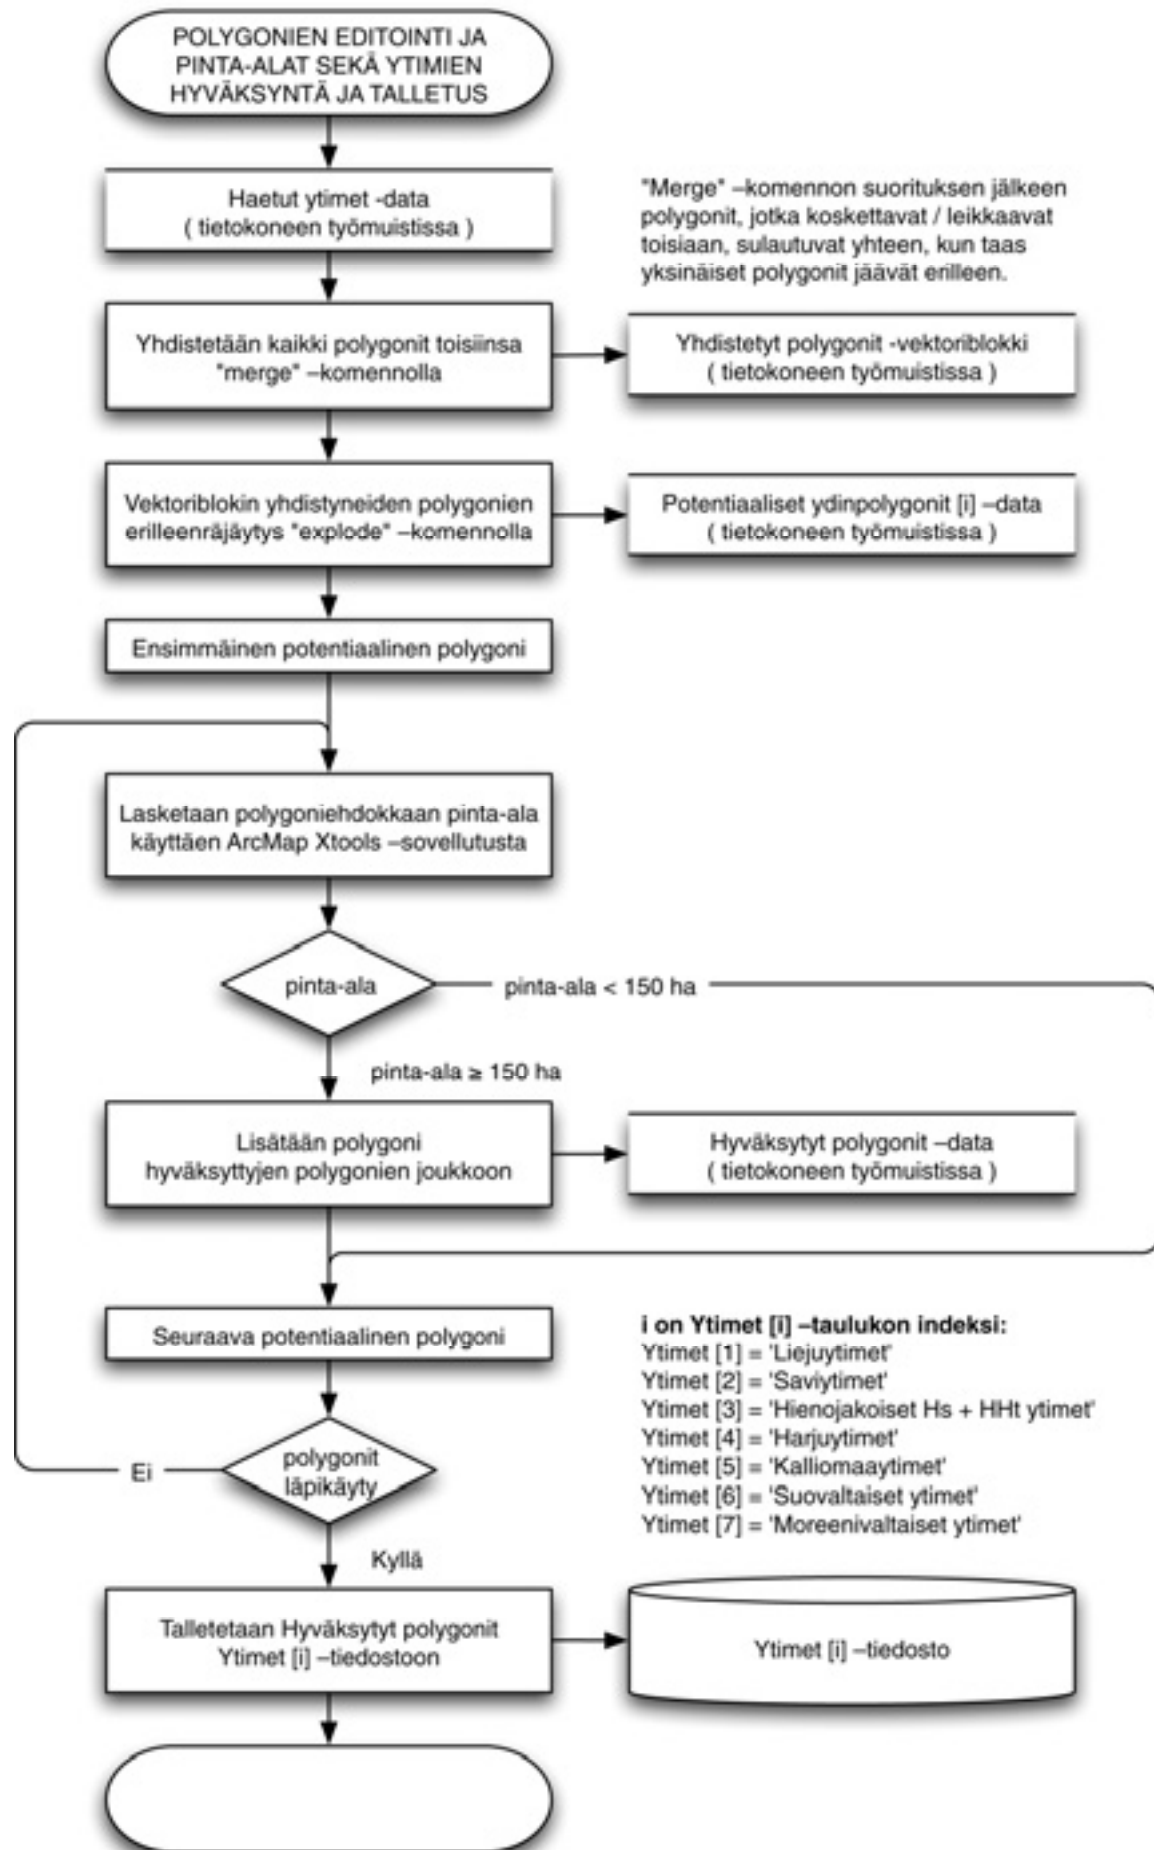 POLYGONIEN EDITOINTI JA
PINTA-ALAT SEKÄ YTIMIEN
HYVÄKSYNTÄ JA TALLETUS
Haetut ytimet -data
( tietokoneen työmuistissa )
"Merge" –komennon suorituksen jälkeen
polygonit, jotka koskettavat / leikkaavat
toisiaan, sulautuvat yhteen, kun taas
yksinäiset polygonit jäävät erilleen.
Yhdistetään kaikki polygonit toisiinsa
"merge" –komennolla
Yhdistetyt polygonit -vektoriblokki
( tietokoneen työmuistissa )
Vektoriblokin yhdistyneiden polygonien
erilleenräjäytys "explode" –komennolla
Potentiaaliset ydinpolygonit [i] –data
( tietokoneen työmuistissa )
Ensimmäinen potentiaalinen polygoni
Lasketaan polygoniehdokkaan pinta-ala
käyttäen ArcMap Xtools –sovellutusta
pinta-ala
pinta-ala < 150 ha
pinta-ala ≥ 150 ha
Lisätään polygoni
hyväksyttyjen polygonien joukkoon
Hyväksytyt polygonit –data
( tietokoneen työmuistissa )
Seuraava potentiaalinen polygoni
i on Ytimet [i] –taulukon indeksi:
Ytimet [1] = 'Liejuytimet'
Ytimet [2] = 'Saviytimet'
Ytimet [3] = 'Hienojakoiset Hs + HHt ytimet'
Ytimet [4] = 'Harjuytimet'
Ytimet [5] = 'Kalliomaaytimet'
Ytimet [6] = 'Suovaltaiset ytimet'
Ytimet [7] = 'Moreenivaltaiset ytimet'
polygonit
läpikäyty
Ei
Kyllä
Talletetaan Hyväksytyt polygonit
Ytimet [i] –tiedostoon
Ytimet [i] –tiedosto